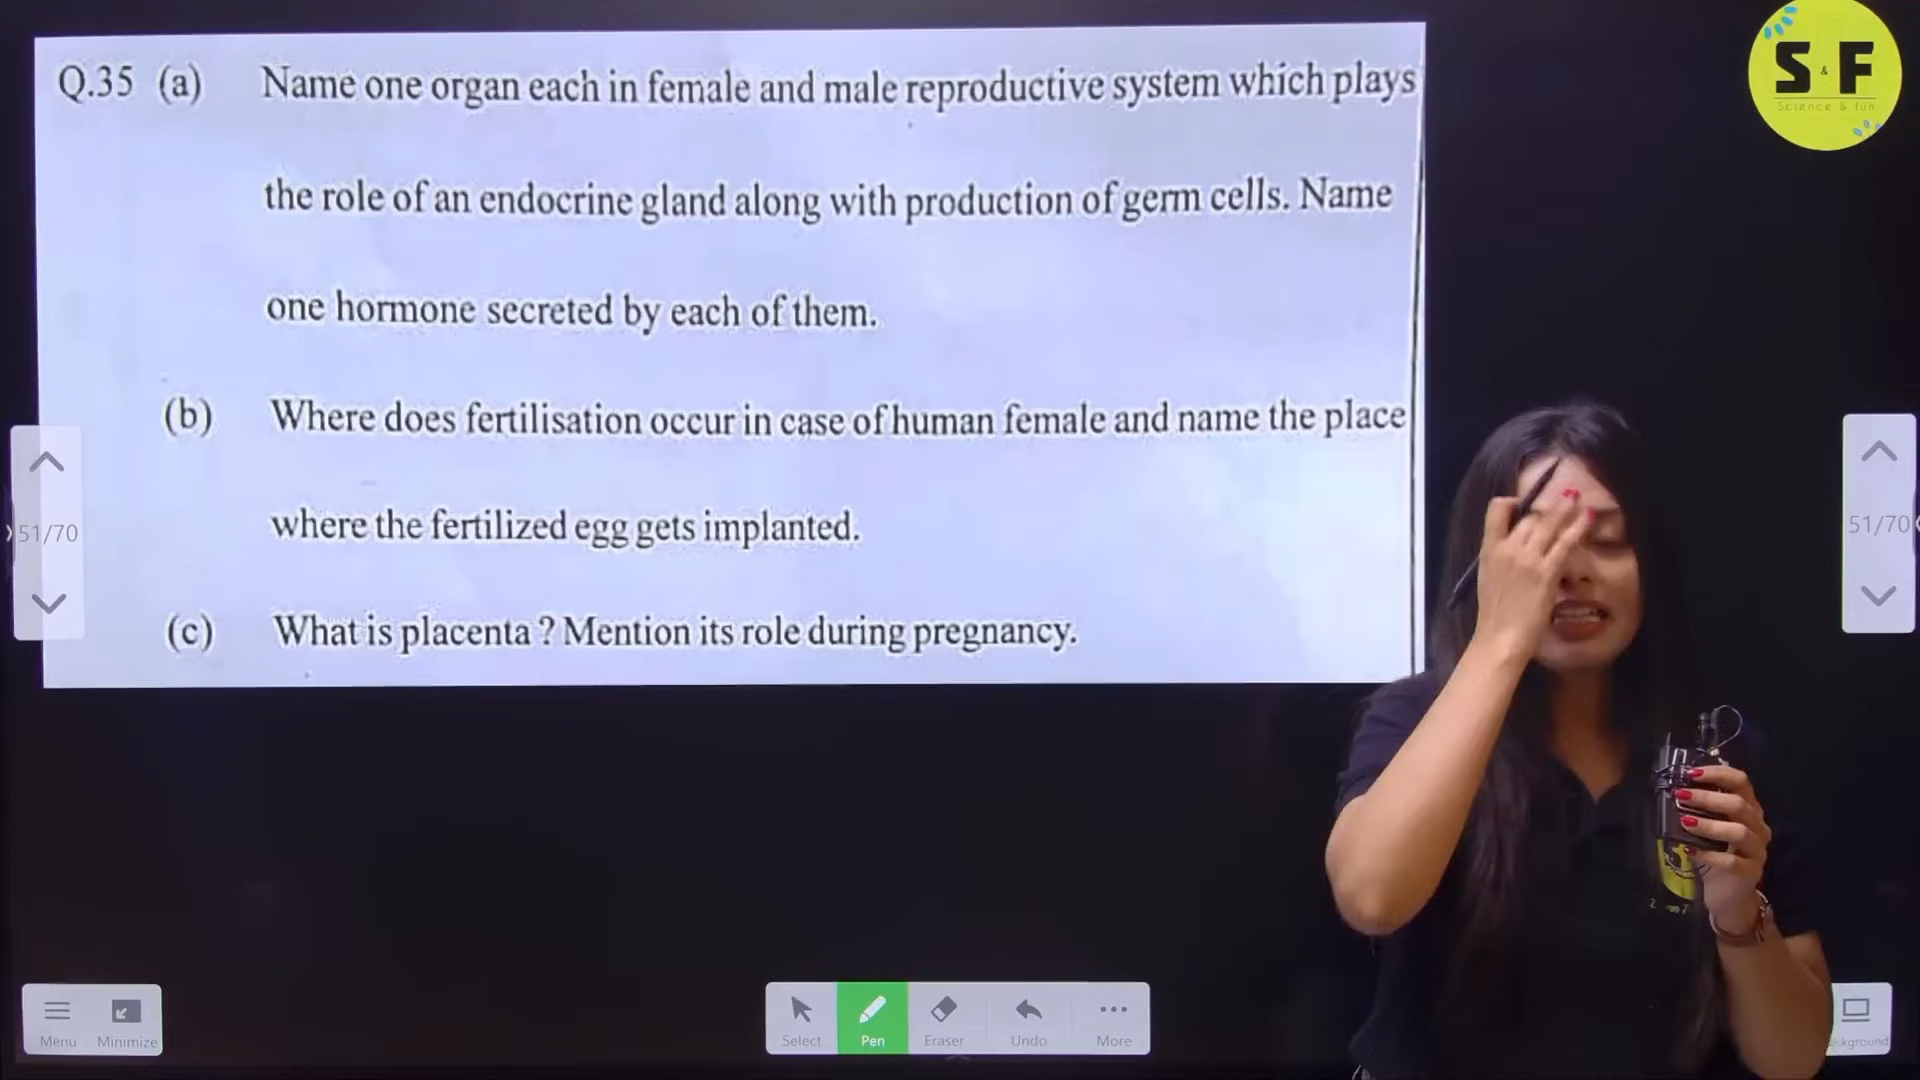 Q.35 (a) Name one organ each in female and male reproductive system which plays
the role of an endocrine gland along with production of germ cells. Name
one hormone secreted by each of them.
(b) Where does fertilisation occur in case of human female and name the place
where the fertilized egg gets implanted.
(c) What is placenta ? Mention its role during pregnancy.
S & F
Science & fun
51/70
51/70
Menu Minimize
Select Pen Eraser Undo More
kground